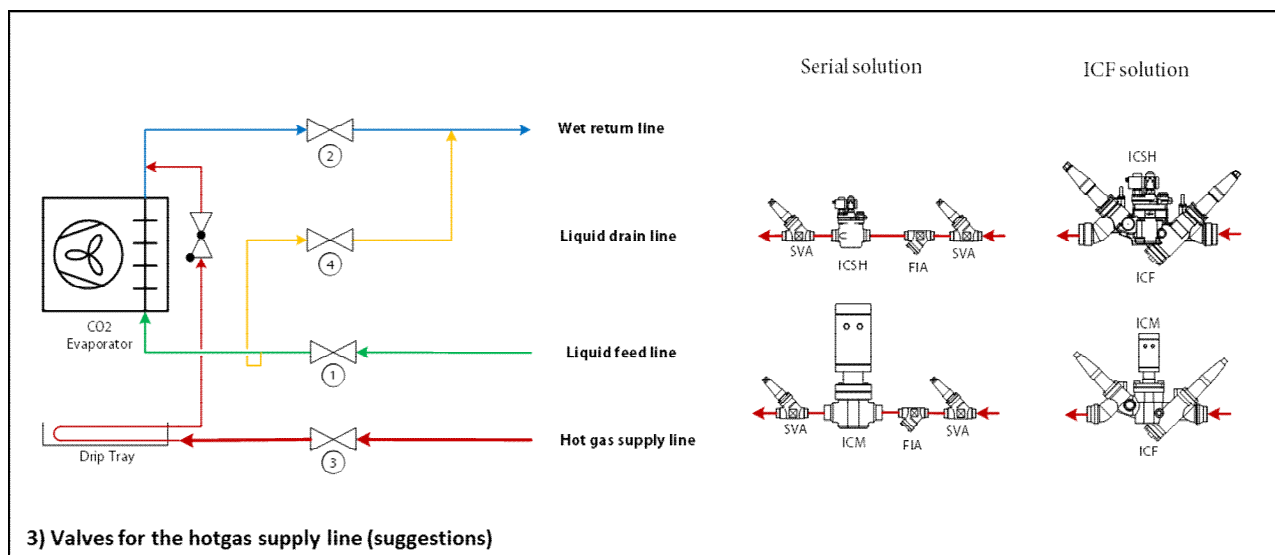 Serial solution
ICF solution
Wet return line
2
ICSH
Liquid drain line
4
SVA
ICSH
FIA
SVA
ICF
CO2
Evaporator
Liquid feed line
1
ICM
SVA
ICM
FIA
SVA
ICF
Hot gas supply line
Drip Tray
3
3) Valves for the hotgas supply line (suggestions)